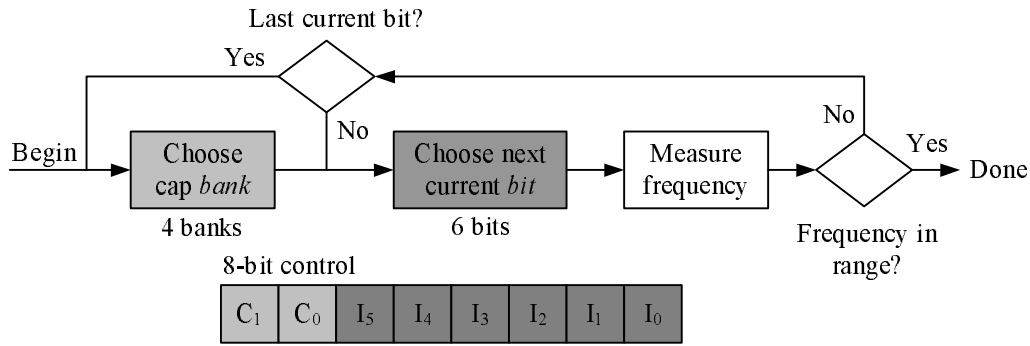 Last current bit?
Yes
No
Begin
Choose
cap bank
4 banks
Choose next
current bit
6 bits
Measure
frequency
No
Yes
Done
Frequency in
range?
8-bit control
C1 C0 I5 I4 I3 I2 I1 I0